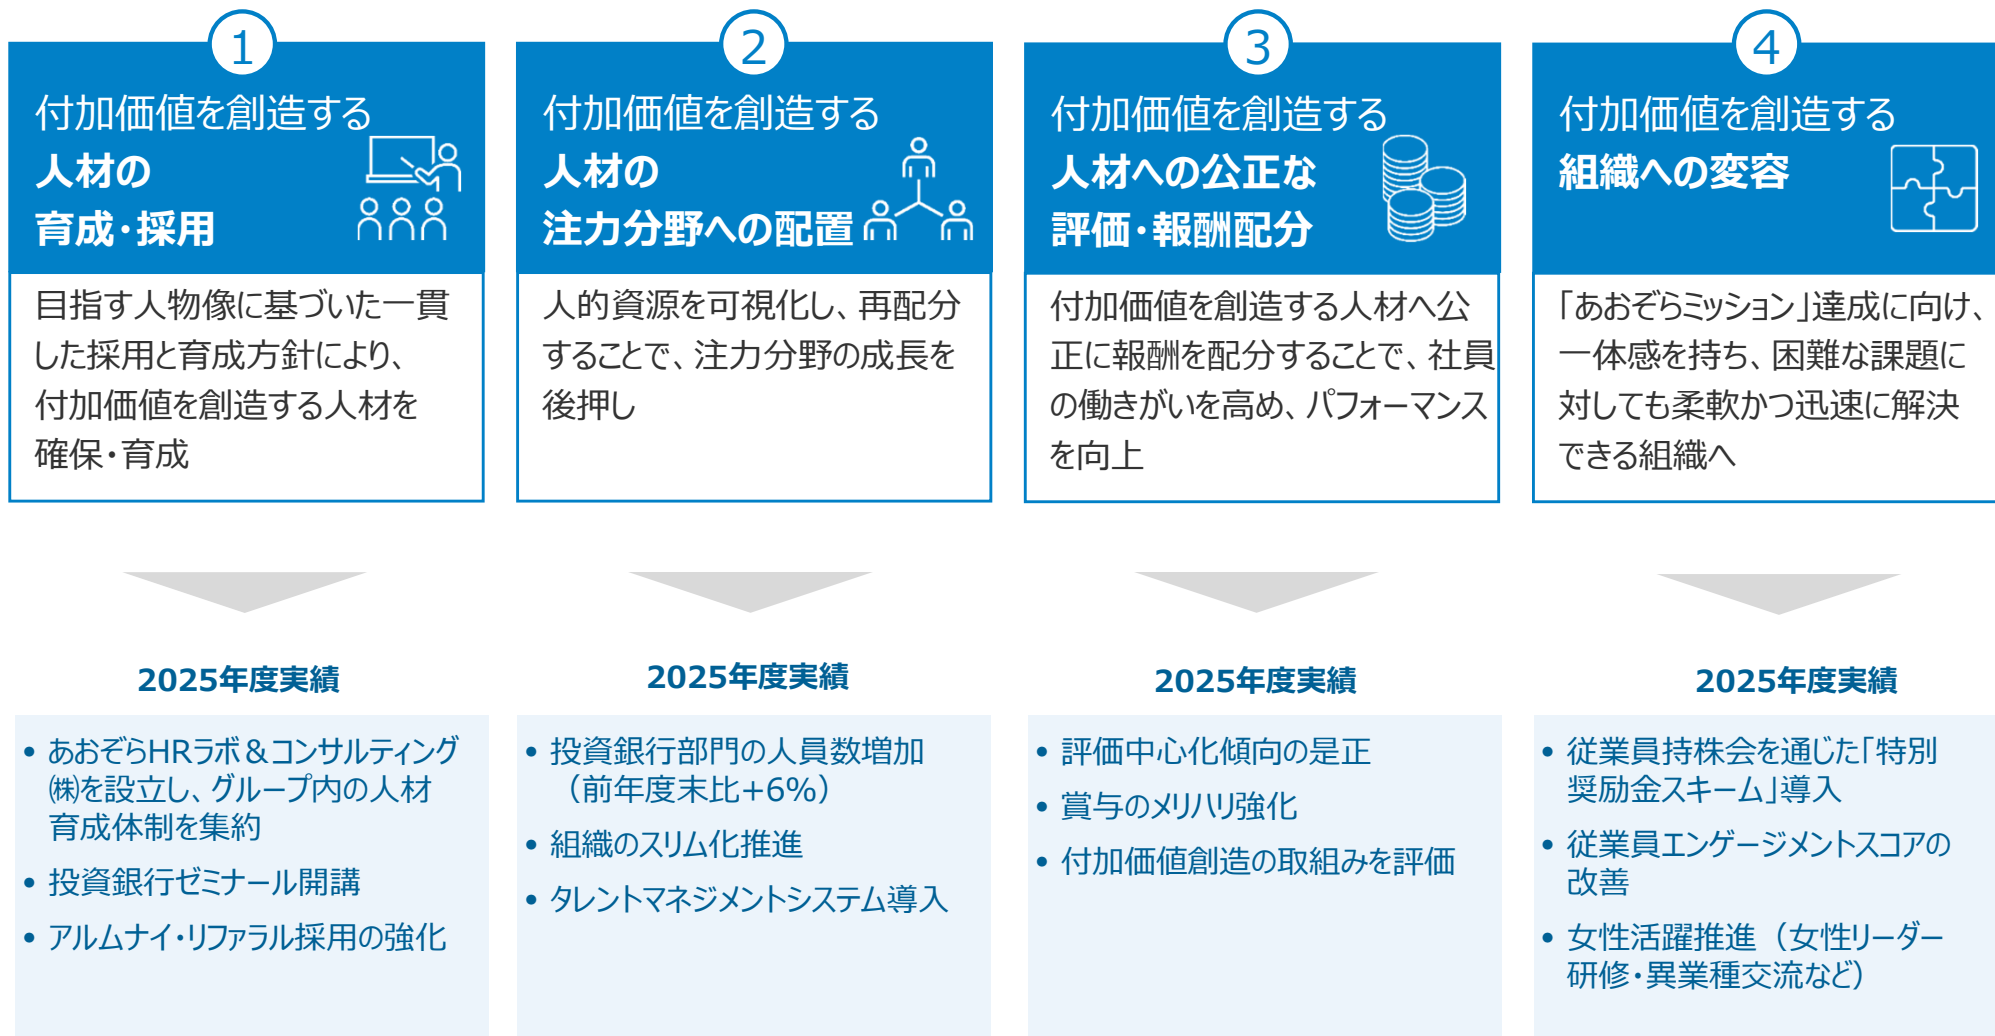 1
付加価値を創造する
人材の
育成・採用
目指す人物像に基づいた一貫
した採用と育成方針により、
付加価値を創造する人材を
確保・育成
2025年度実績
• あおぞらHRラボ＆コンサルティング
㈱を設立し、グループ内の人材
育成体制を集約
• 投資銀行ゼミナール開講
• アルムナイ・リファラル採用の強化
2
付加価値を創造する
人材の
注力分野への配置
人的資源を可視化し、再配分
することで、注力分野の成長を
後押し
2025年度実績
• 投資銀行部門の人員数増加
（前年度末比+6%）
• 組織のスリム化推進
• タレントマネジメントシステム導入
3
付加価値を創造する
人材への公正な
評価・報酬配分
付加価値を創造する人材へ公
正に報酬を配分することで、社員
の働きがいを高め、パフォーマンス
を向上
2025年度実績
• 評価中心化傾向の是正
• 賞与のメリハリ強化
• 付加価値創造の取組みを評価
4
付加価値を創造する
組織への変容
「あおぞらミッション」達成に向け、
一体感を持ち、困難な課題に
対しても柔軟かつ迅速に解決
できる組織へ
2025年度実績
• 従業員持株会を通じた「特別
奨励金スキーム」導入
• 従業員エンゲージメントスコアの
改善
• 女性活躍推進（女性リーダー
研修・異業種交流など）